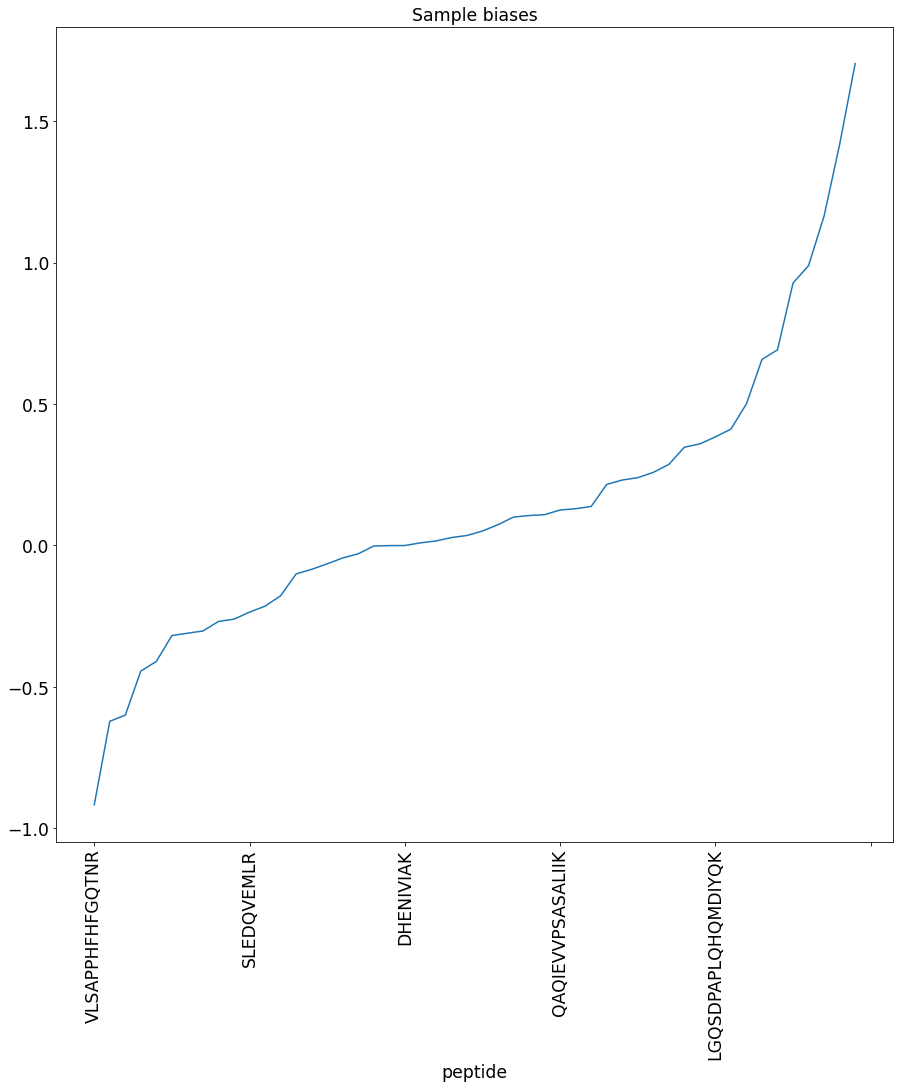 Sample biases
1.5
1.0
0.5
0.0
−0.5
−1.0
VLSAPPHFHFGQTNR
SLEDQVEMLR
DHENIVIAK
QAQIEVVPSASALIIK
LGQSDPAPLQHQMDIYQK
peptide